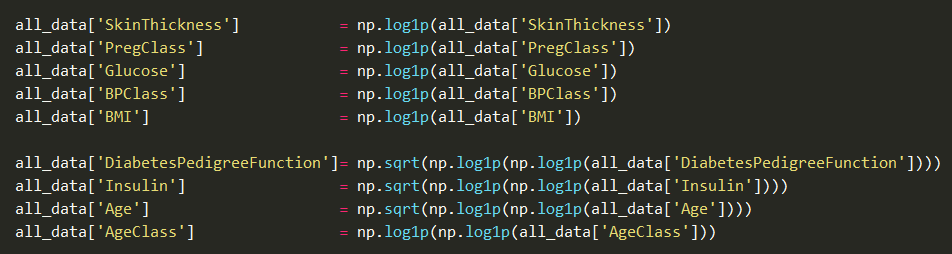 all_data['SkinThickness']           = np.log1p(all_data['SkinThickness'])
all_data['PregClass']               = np.log1p(all_data['PregClass'])
all_data['Glucose']                 = np.log1p(all_data['Glucose'])
all_data['BPClass']                 = np.log1p(all_data['BPClass'])
all_data['BMI']                     = np.log1p(all_data['BMI'])

all_data['DiabetesPedigreeFunction']= np.sqrt(np.log1p(np.log1p(all_data['DiabetesPedigreeFunction'])))
all_data['Insulin']                 = np.sqrt(np.log1p(np.log1p(all_data['Insulin'])))
all_data['Age']                     = np.sqrt(np.log1p(np.log1p(all_data['Age'])))
all_data['AgeClass']                = np.log1p(np.log1p(all_data['AgeClass']))